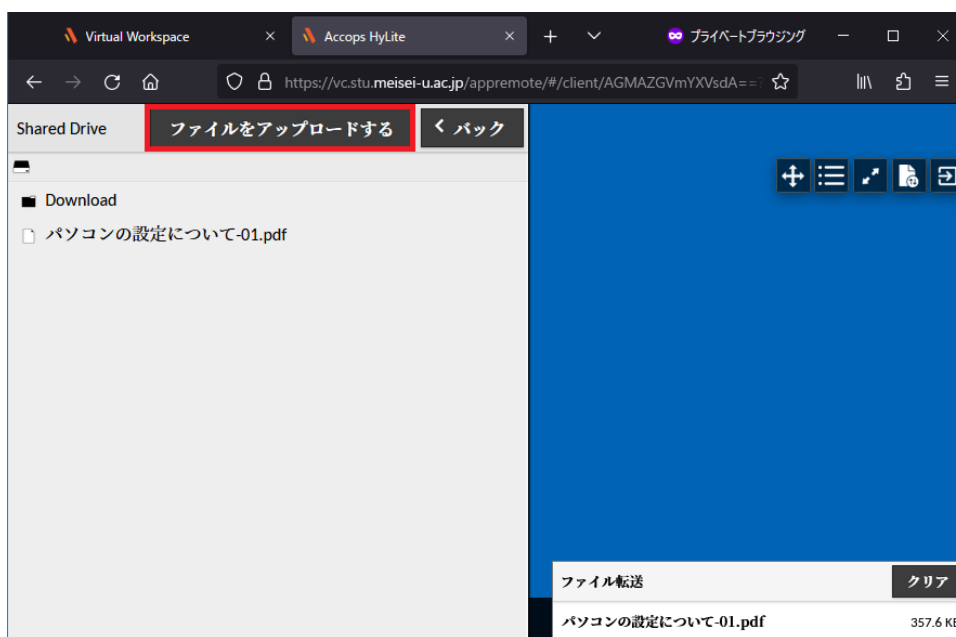 Virtual Workspace
Accops HyLite
プライベートブラウジング
https://vc.stu.meisei-u.ac.jp/appremote/#/client/AGMAZGVmYXVsdA==
Shared Drive
ファイルをアップロードする
バック
Download
パソコンの設定について-01.pdf
ファイル転送
クリア
パソコンの設定について-01.pdf
357.6 KB